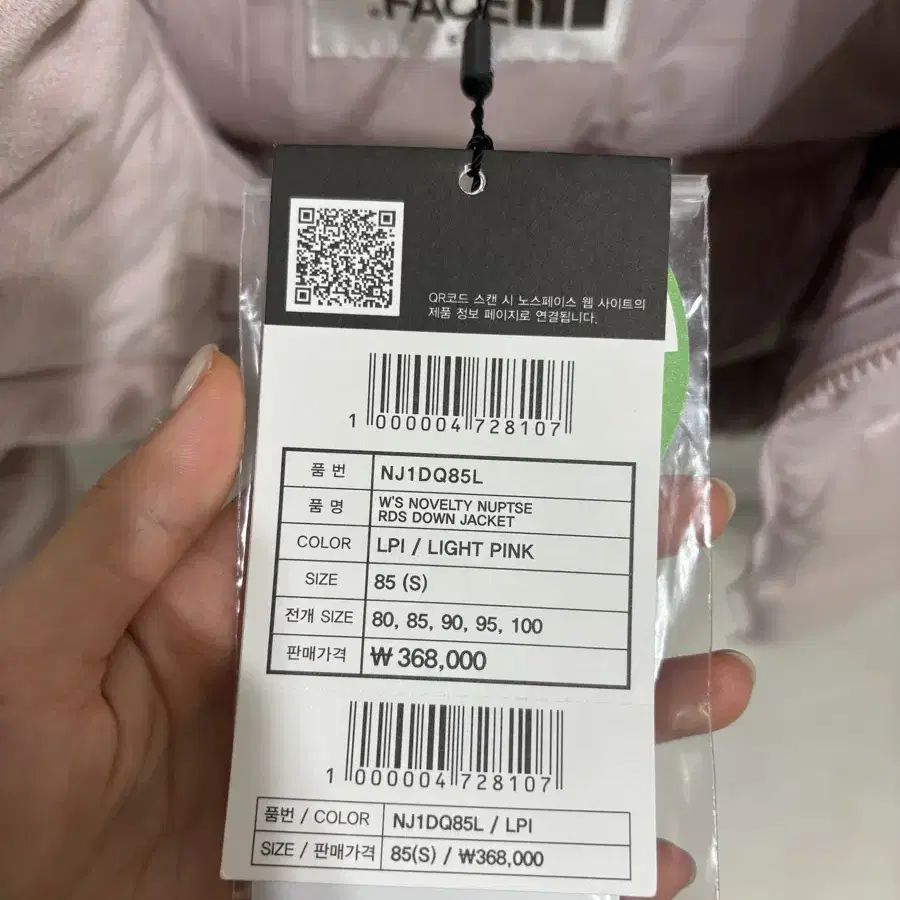 FACE
QR코드 스캔 시 노스페이스 웹 사이트의
제품 정보 페이지로 연결됩니다.
1 000004 728107
품 번 NJ1DQ85L
품 명 W'S NOVELTY NUPTSE
RDS DOWN JACKET
COLOR LPI / LIGHT PINK
SIZE 85 (S)
전개 SIZE 80, 85, 90, 95, 100
판매가격 ₩ 368,000
1 000004 728107
품번 / COLOR NJ1DQ85L / LPI
SIZE / 판매가격 85(S) / ₩368,000